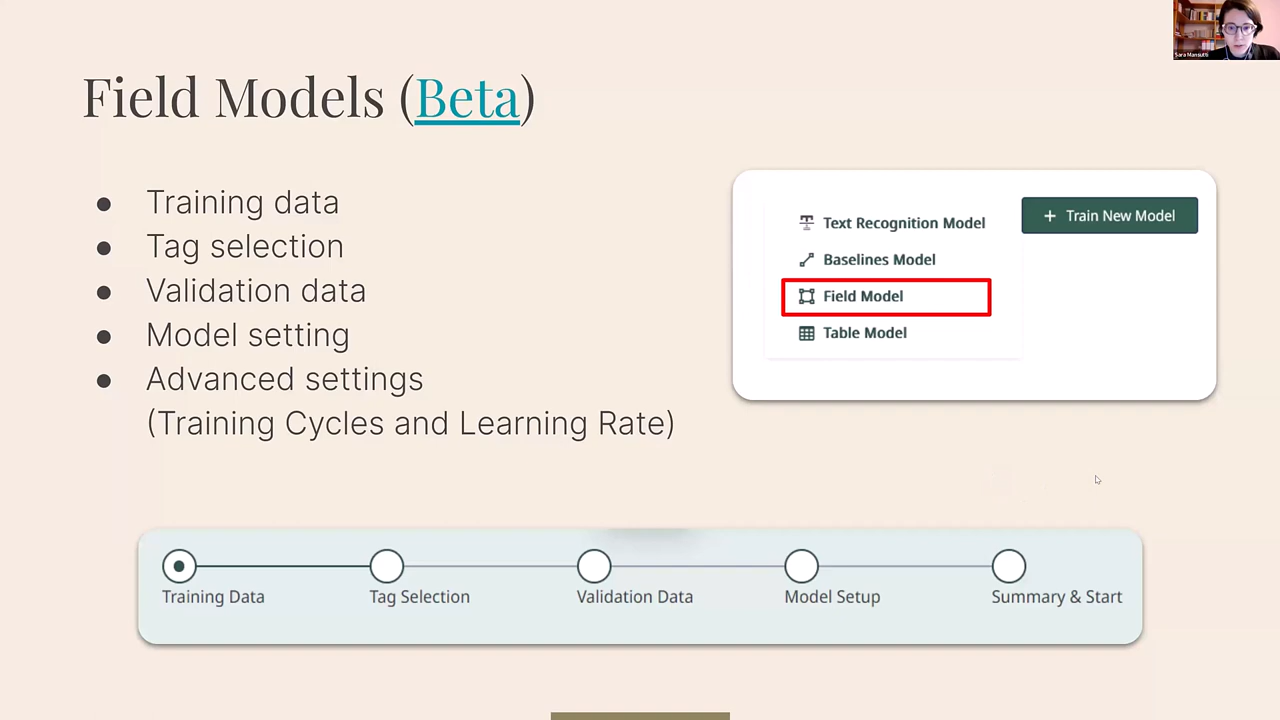 Sara Mansutti
Field Models (Beta)
● Training data
● Tag selection
● Validation data
● Model setting
● Advanced settings
(Training Cycles and Learning Rate)
Text Recognition Model
+ Train New Model
Baselines Model
Field Model
Table Model
Training Data
Tag Selection
Validation Data
Model Setup
Summary & Start